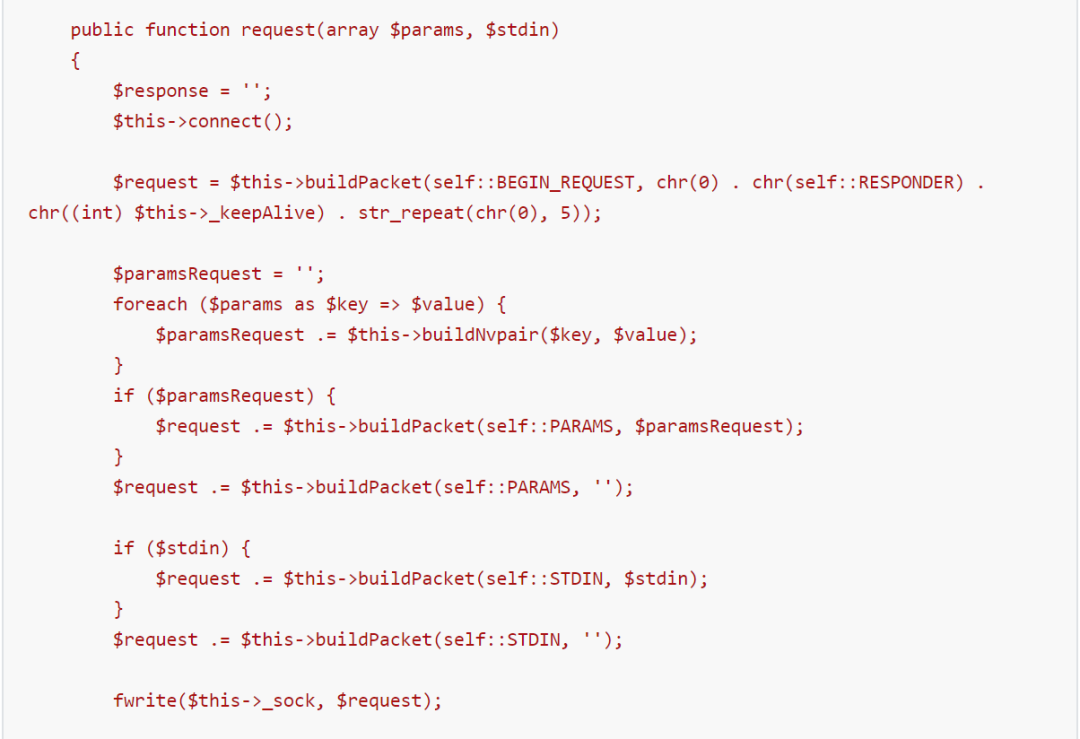 public function request(array $params, $stdin)
{
$response = '';
$this->connect();
$request = $this->buildPacket(self::BEGIN_REQUEST, chr(0) . chr(self::RESPONDER) .
chr((int) $this->_keepAlive) . str_repeat(chr(0), 5));
$paramsRequest = '';
foreach ($params as $key => $value) {
$paramsRequest .= $this->buildNvpair($key, $value);
}
if ($paramsRequest) {
$request .= $this->buildPacket(self::PARAMS, $paramsRequest);
}
$request .= $this->buildPacket(self::PARAMS, '');
if ($stdin) {
$request .= $this->buildPacket(self::STDIN, $stdin);
}
$request .= $this->buildPacket(self::STDIN, '');
fwrite($this->_sock, $request);